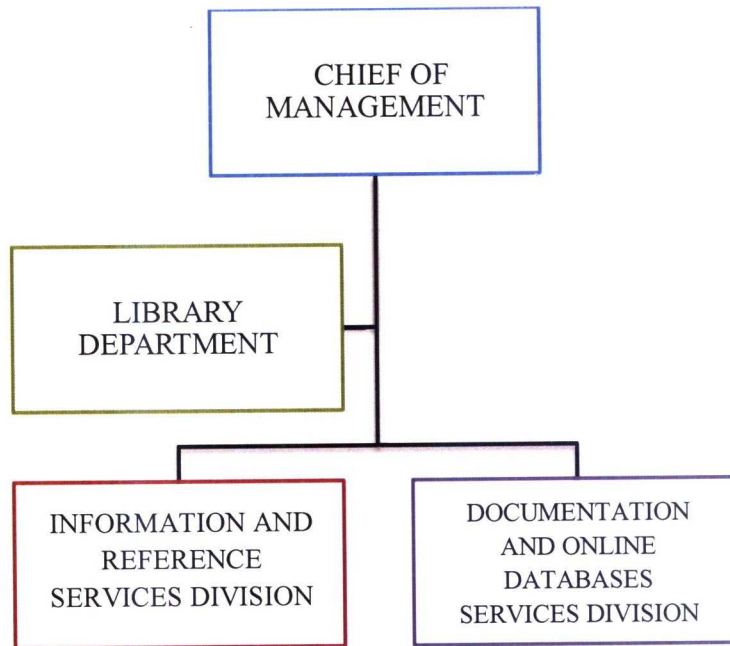 CHIEF OF
MANAGEMENT
LIBRARY
DEPARTMENT
INFORMATION AND
REFERENCE
SERVICES DIVISION
DOCUMENTATION
AND ONLINE
DATABASES
SERVICES DIVISION